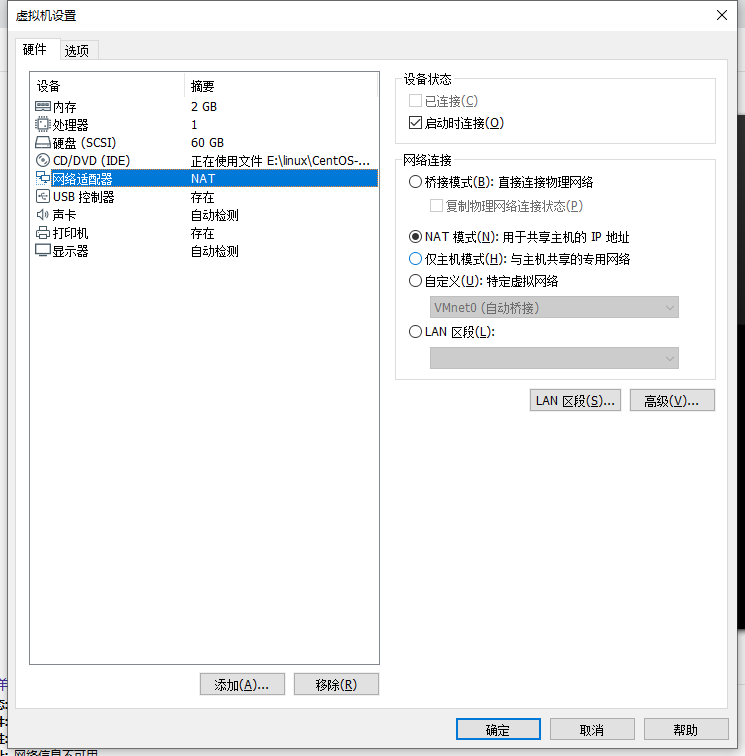 虚拟机设置
硬件 选项
设备 摘要
内存 2 GB
处理器 1
硬盘 (SCSI) 60 GB
CD/DVD (IDE) 正在使用文件 E:\linux\CentOS-...
网络适配器 NAT
USB 控制器 存在
声卡 自动检测
打印机 存在
显示器 自动检测
添加(A)... 移除(R)
设备状态
已连接(C)
启动时连接(O)
网络连接
桥接模式(B): 直接连接物理网络
复制物理网络连接状态(P)
NAT 模式(N): 用于共享主机的 IP 地址
仅主机模式(H): 与主机共享的专用网络
自定义(U): 特定虚拟网络
VMnet0 (自动桥接)
LAN 区段(L):
LAN 区段(S)... 高级(V)...
确定 取消 帮助
网络信息不可用